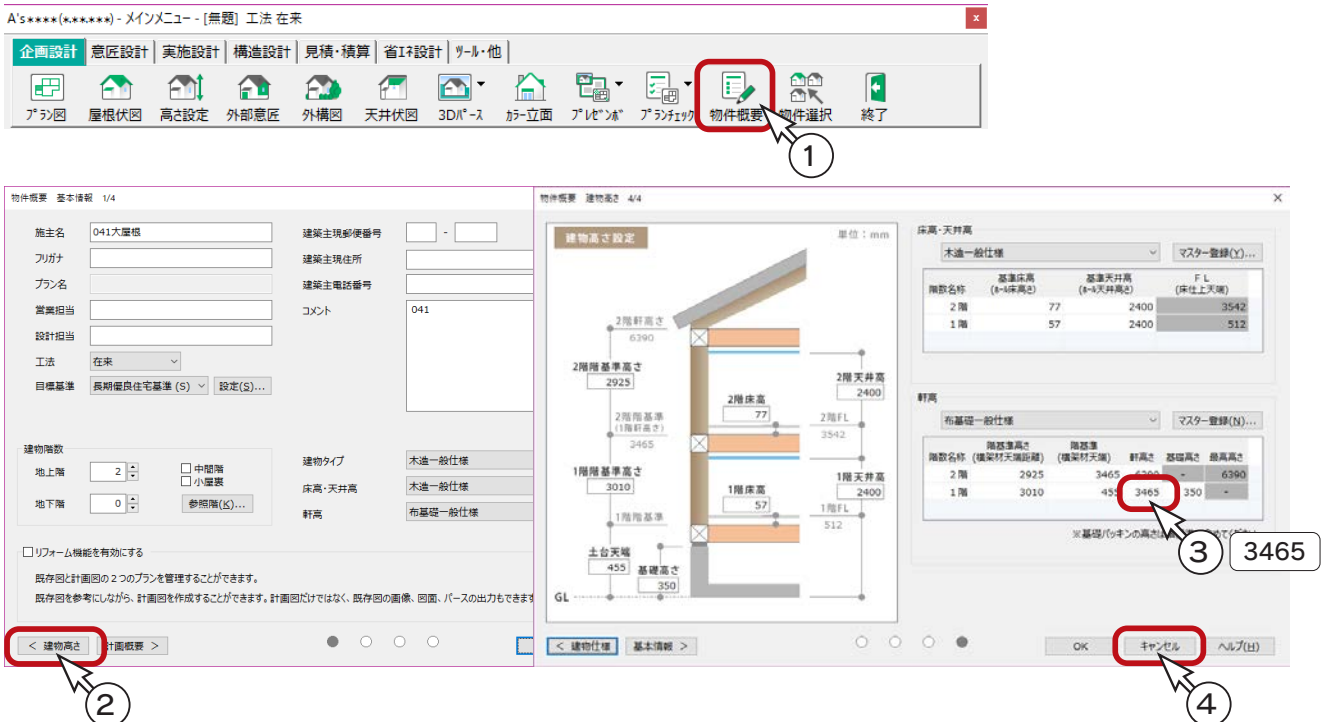 A's****(*.**.***) - メインメニュー - [無題] 工法 在来
x
企画設計 意匠設計 実施設計 構造設計 見積・積算 省エネ設計 ツール・他
プラン図 屋根伏図 高さ設定 外部意匠 外構図 天井伏図 3Dパース カラー立面 プレゼンボ プランチェック 物件概要 物件選択 終了
1
物件概要 基本情報 1/4
施主名 041大屋根
フリガナ
プラン名
営業担当
設計担当
工法 在来
目標基準 長期優良住宅基準 (S) 設定(S)...
建築主現郵便番号 -
建築主現住所
建築主電話番号
コメント 041
建物階数
地上階 2 中間階
小屋裏
地下階 0 参照階(K)...
建物タイプ 木造一般仕様
床高・天井高 木造一般仕様
軒高 布基礎一般仕様
リフォーム機能を有効にする
既存図と計画図の2つのプランを管理することができます。
既存図を参考にしながら、計画図を作成することができます。計画図だけではなく、既存図の画像、図面、パースの出力もできます
< 建物高さ 計画概要 >
2
物件概要 建物高さ 4/4
×
建物高さ設定 単位:mm
2階軒高さ
6390
2階階基準高さ
2925
2階天井高
2400
2階床高
77
2階階基準
(1階軒高さ)
3465
2階FL
3542
1階階基準高さ
3010
1階天井高
2400
1階床高
57
1階階基準
1階FL
512
土台天端
455
基礎高さ
350
GL
床高・天井高
木造一般仕様 マスター登録(Y)...
階数名称 基準床高 (ホール床高さ) 基準天井高 (ホール天井高さ) FL (床仕上天端)
2階 77 2400 3542
1階 57 2400 512
軒高
布基礎一般仕様 マスター登録(N)...
階数名称 階基準高さ (横架材天端距離) 階基準 (横架材天端) 軒高さ 基礎高さ 最高高さ
2階 2925 3465 6390 - 6390
1階 3010 455 3465 350 -
※基礎パッキンの高さは
3 3465
< 建物仕様 基本情報 >
OK キャンセル ヘルプ(H)
4